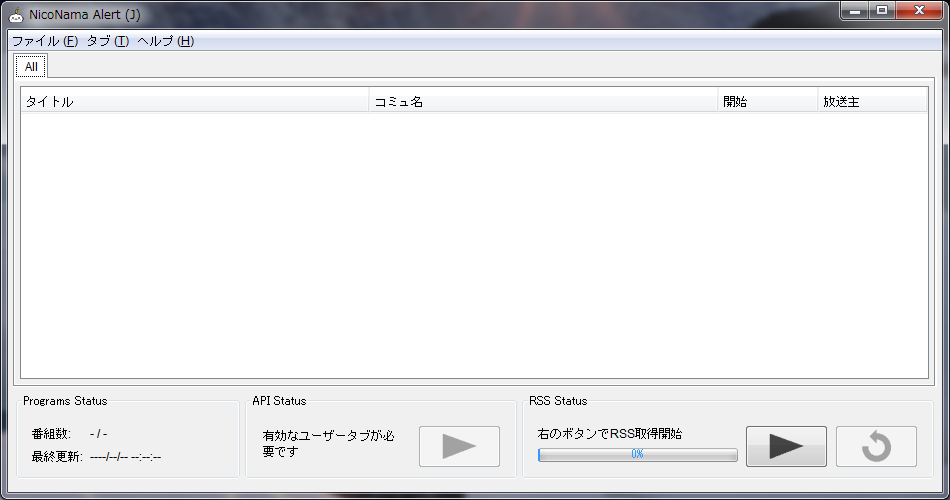 NicoNama Alert (J)
ファイル (F) タブ (T) ヘルプ (H)
All
タイトル コミュ名 開始 放送主
Programs Status
番組数: - / -
最終更新: ----/--/-- --:--:--
API Status
有効なユーザータブが必
要です
RSS Status
右のボタンでRSS取得開始
0%